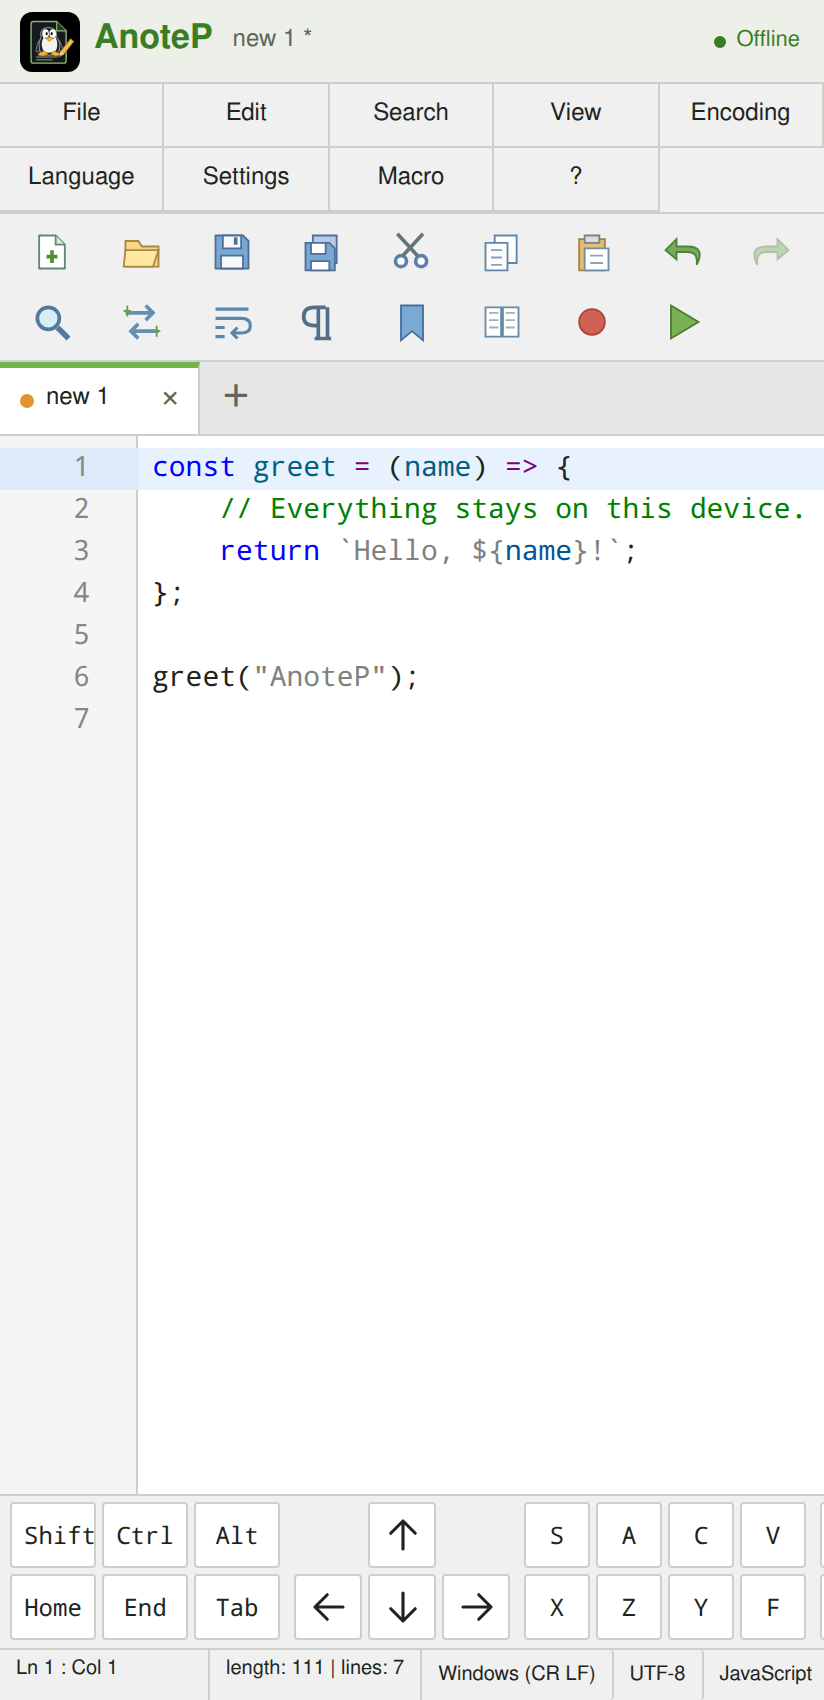 AnoteP new 1 * Offline
File Edit Search View Encoding
Language Settings Macro ?
new 1 × +
1 const greet = (name) => {
2     // Everything stays on this device.
3     return `Hello, ${name}!`;
4 };
5
6 greet("AnoteP");
7
Shift Ctrl Alt ↑ S A C V
Home End Tab ← ↓ → X Z Y F
Ln 1 : Col 1 length: 111 | lines: 7 Windows (CR LF) UTF-8 JavaScript